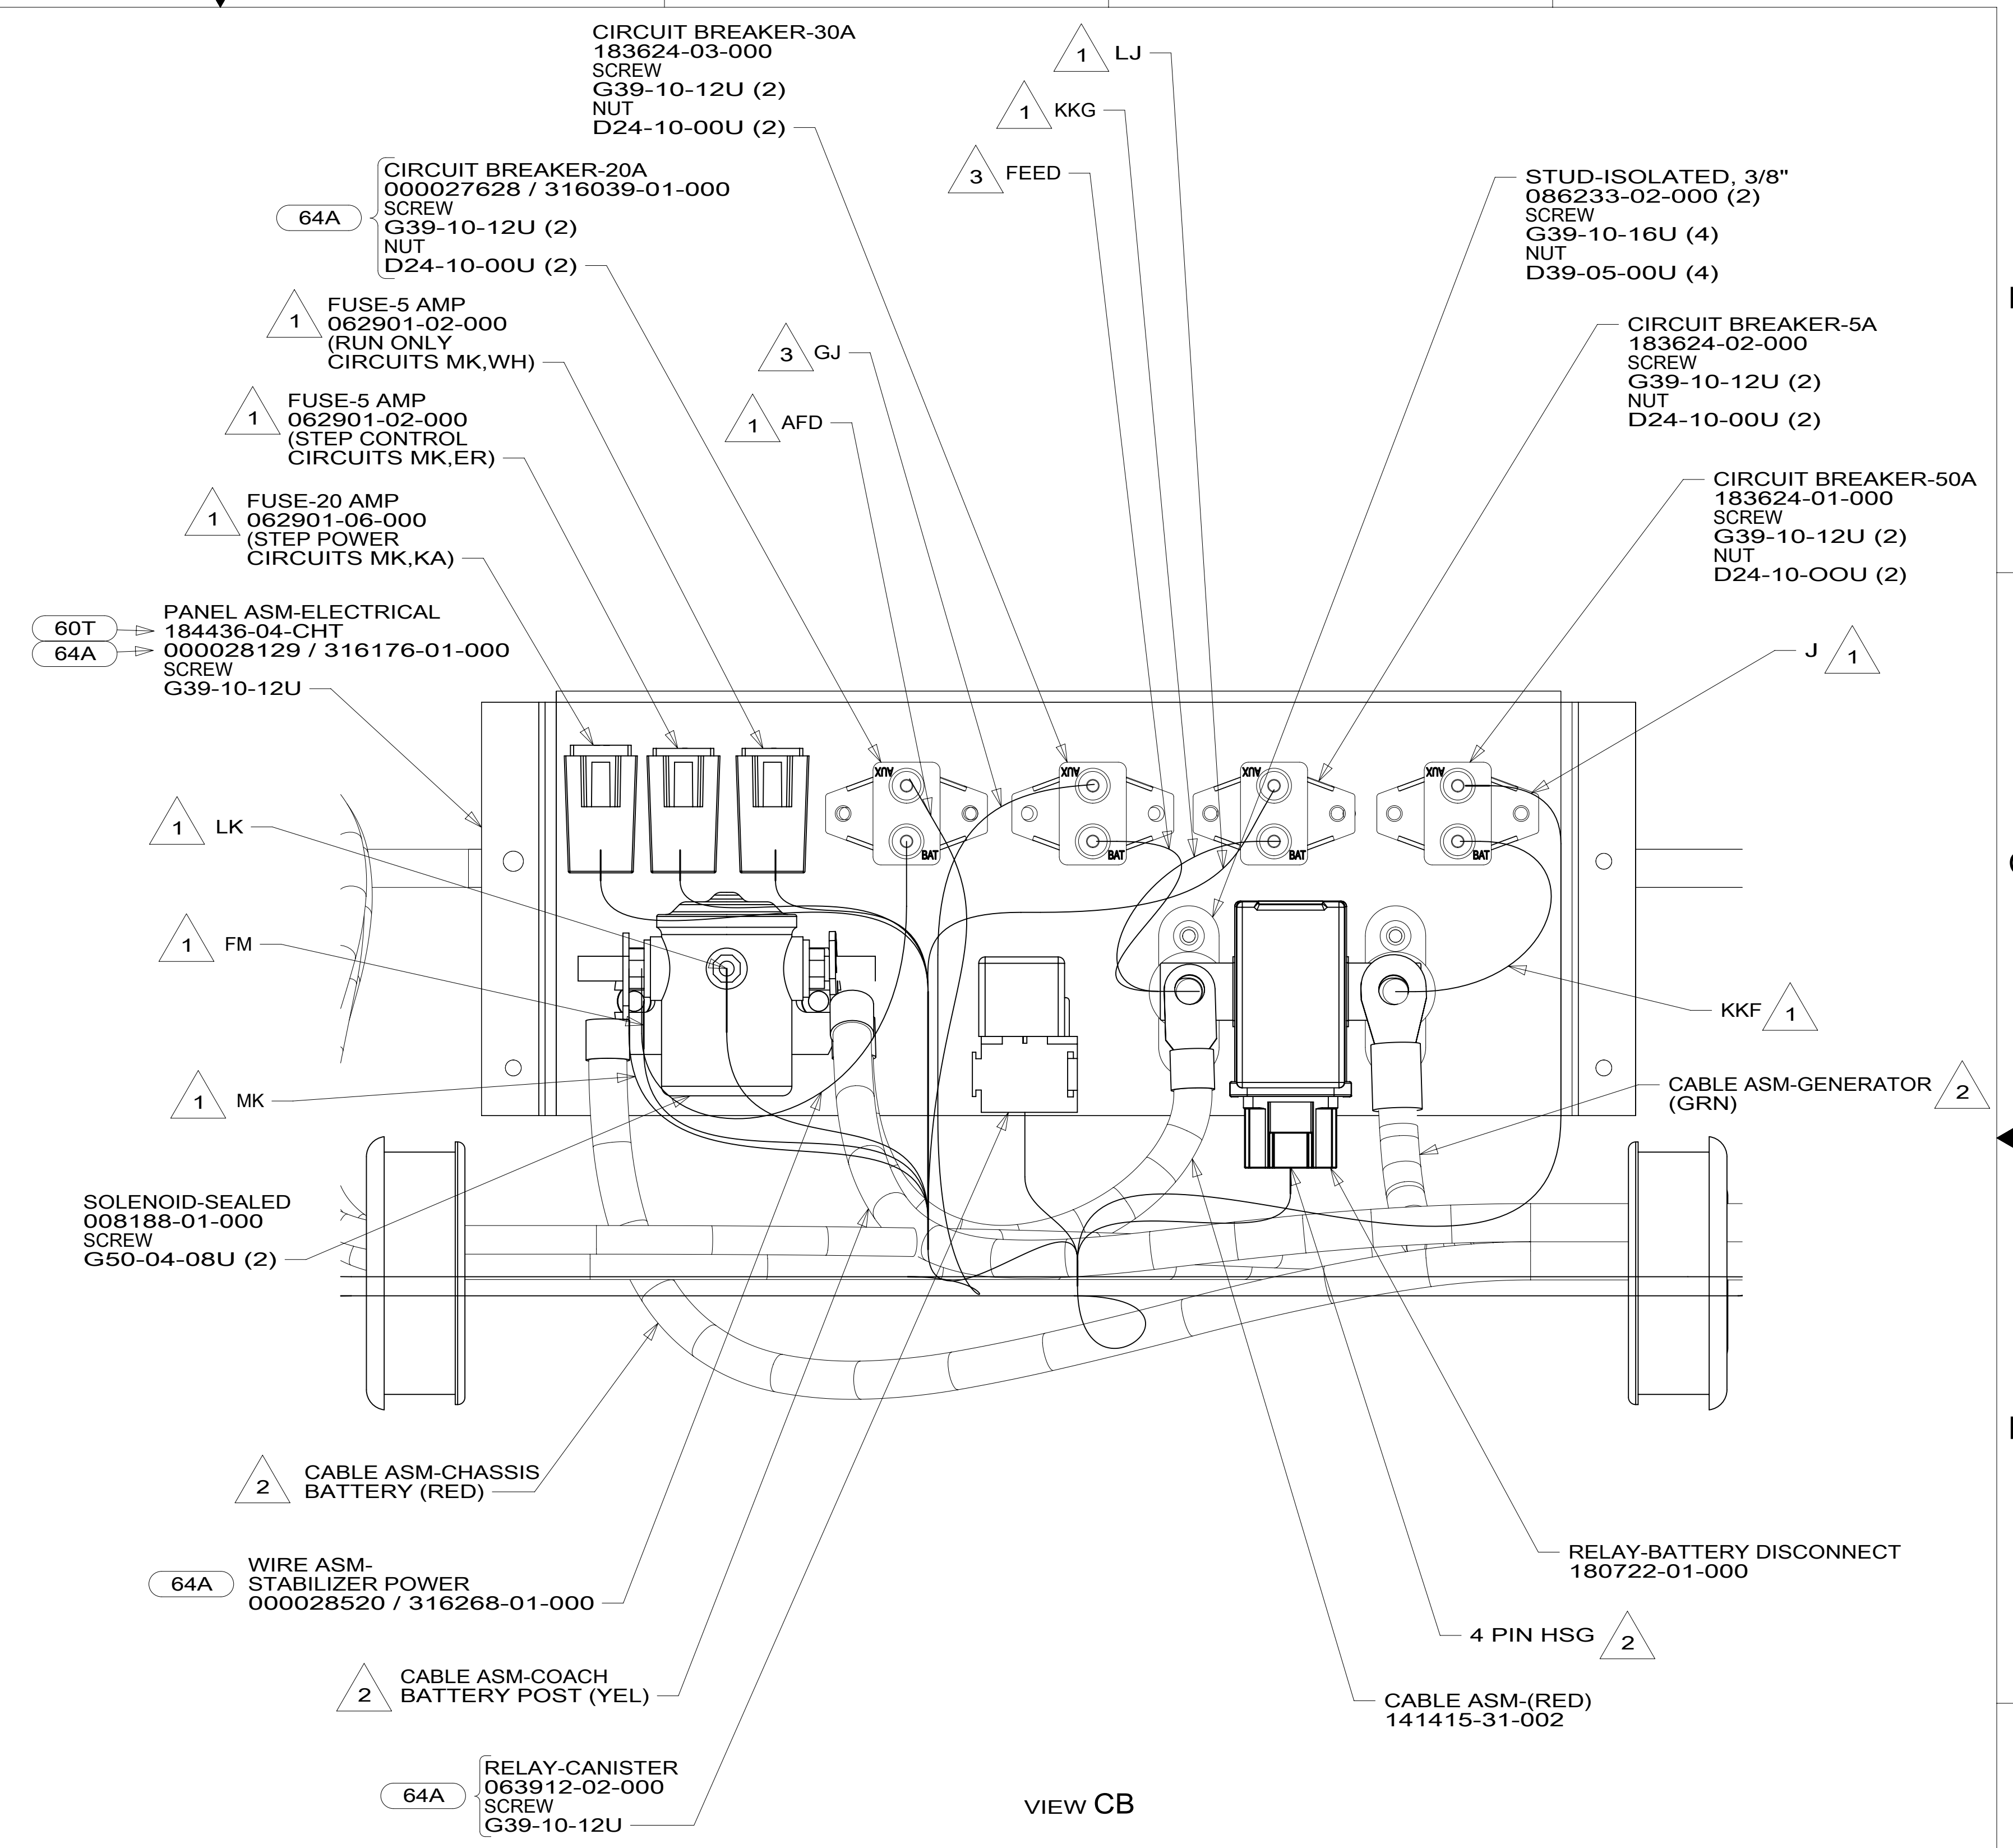 CIRCUIT BREAKER-30A
183624-03-000
SCREW
G39-10-12U (2)
NUT
D24-10-00U (2)
1 LJ
1 KKG
3 FEED
64A
CIRCUIT BREAKER-20A
000027628 / 316039-01-000
SCREW
G39-10-12U (2)
NUT
D24-10-00U (2)
STUD-ISOLATED, 3/8"
086233-02-000 (2)
SCREW
G39-10-16U (4)
NUT
D39-05-00U (4)
1
FUSE-5 AMP
062901-02-000
(RUN ONLY
CIRCUITS MK,WH)
3 GJ
CIRCUIT BREAKER-5A
183624-02-000
SCREW
G39-10-12U (2)
NUT
D24-10-00U (2)
1
FUSE-5 AMP
062901-02-000
(STEP CONTROL
CIRCUITS MK,ER)
1 AFD
CIRCUIT BREAKER-50A
183624-01-000
SCREW
G39-10-12U (2)
NUT
D24-10-OOU (2)
1
FUSE-20 AMP
062901-06-000
(STEP POWER
CIRCUITS MK,KA)
60T
64A
PANEL ASM-ELECTRICAL
184436-04-CHT
000028129 / 316176-01-000
SCREW
G39-10-12U
J 1
AUX
AUX
AUX
AUX
BAT
BAT
BAT
BAT
1 LK
1 FM
KKF 1
1 MK
CABLE ASM-GENERATOR
(GRN)
2
SOLENOID-SEALED
008188-01-000
SCREW
G50-04-08U (2)
2
CABLE ASM-CHASSIS
BATTERY (RED)
64A
WIRE ASM-
STABILIZER POWER
000028520 / 316268-01-000
RELAY-BATTERY DISCONNECT
180722-01-000
4 PIN HSG 2
2
CABLE ASM-COACH
BATTERY POST (YEL)
CABLE ASM-(RED)
141415-31-002
64A
RELAY-CANISTER
063912-02-000
SCREW
G39-10-12U
VIEW CB